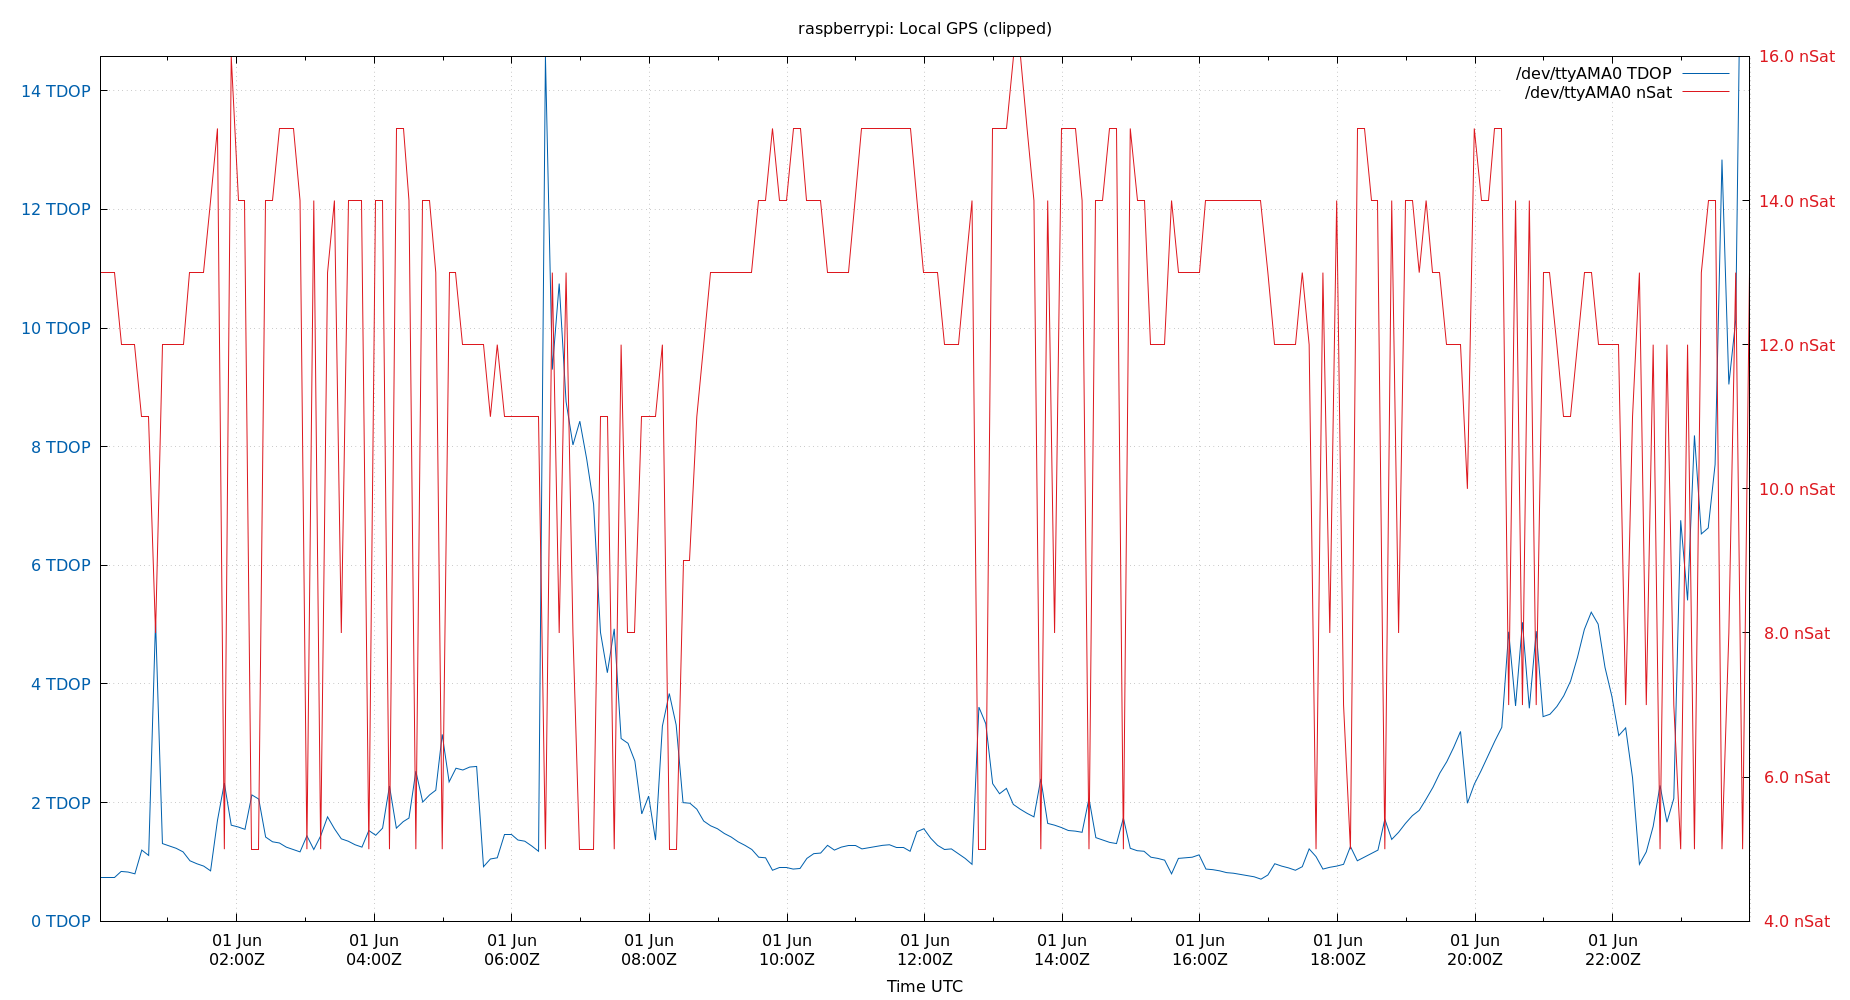 raspberrypi: Local GPS (clipped)
/dev/ttyAMA0 TDOP
/dev/ttyAMA0 nSat
14 TDOP
12 TDOP
10 TDOP
8 TDOP
6 TDOP
4 TDOP
2 TDOP
0 TDOP
16.0 nSat
14.0 nSat
12.0 nSat
10.0 nSat
8.0 nSat
6.0 nSat
4.0 nSat
01 Jun 01 Jun 01 Jun 01 Jun 01 Jun 01 Jun 01 Jun 01 Jun 01 Jun 01 Jun 01 Jun
02:00Z 04:00Z 06:00Z 08:00Z 10:00Z 12:00Z 14:00Z 16:00Z 18:00Z 20:00Z 22:00Z
Time UTC